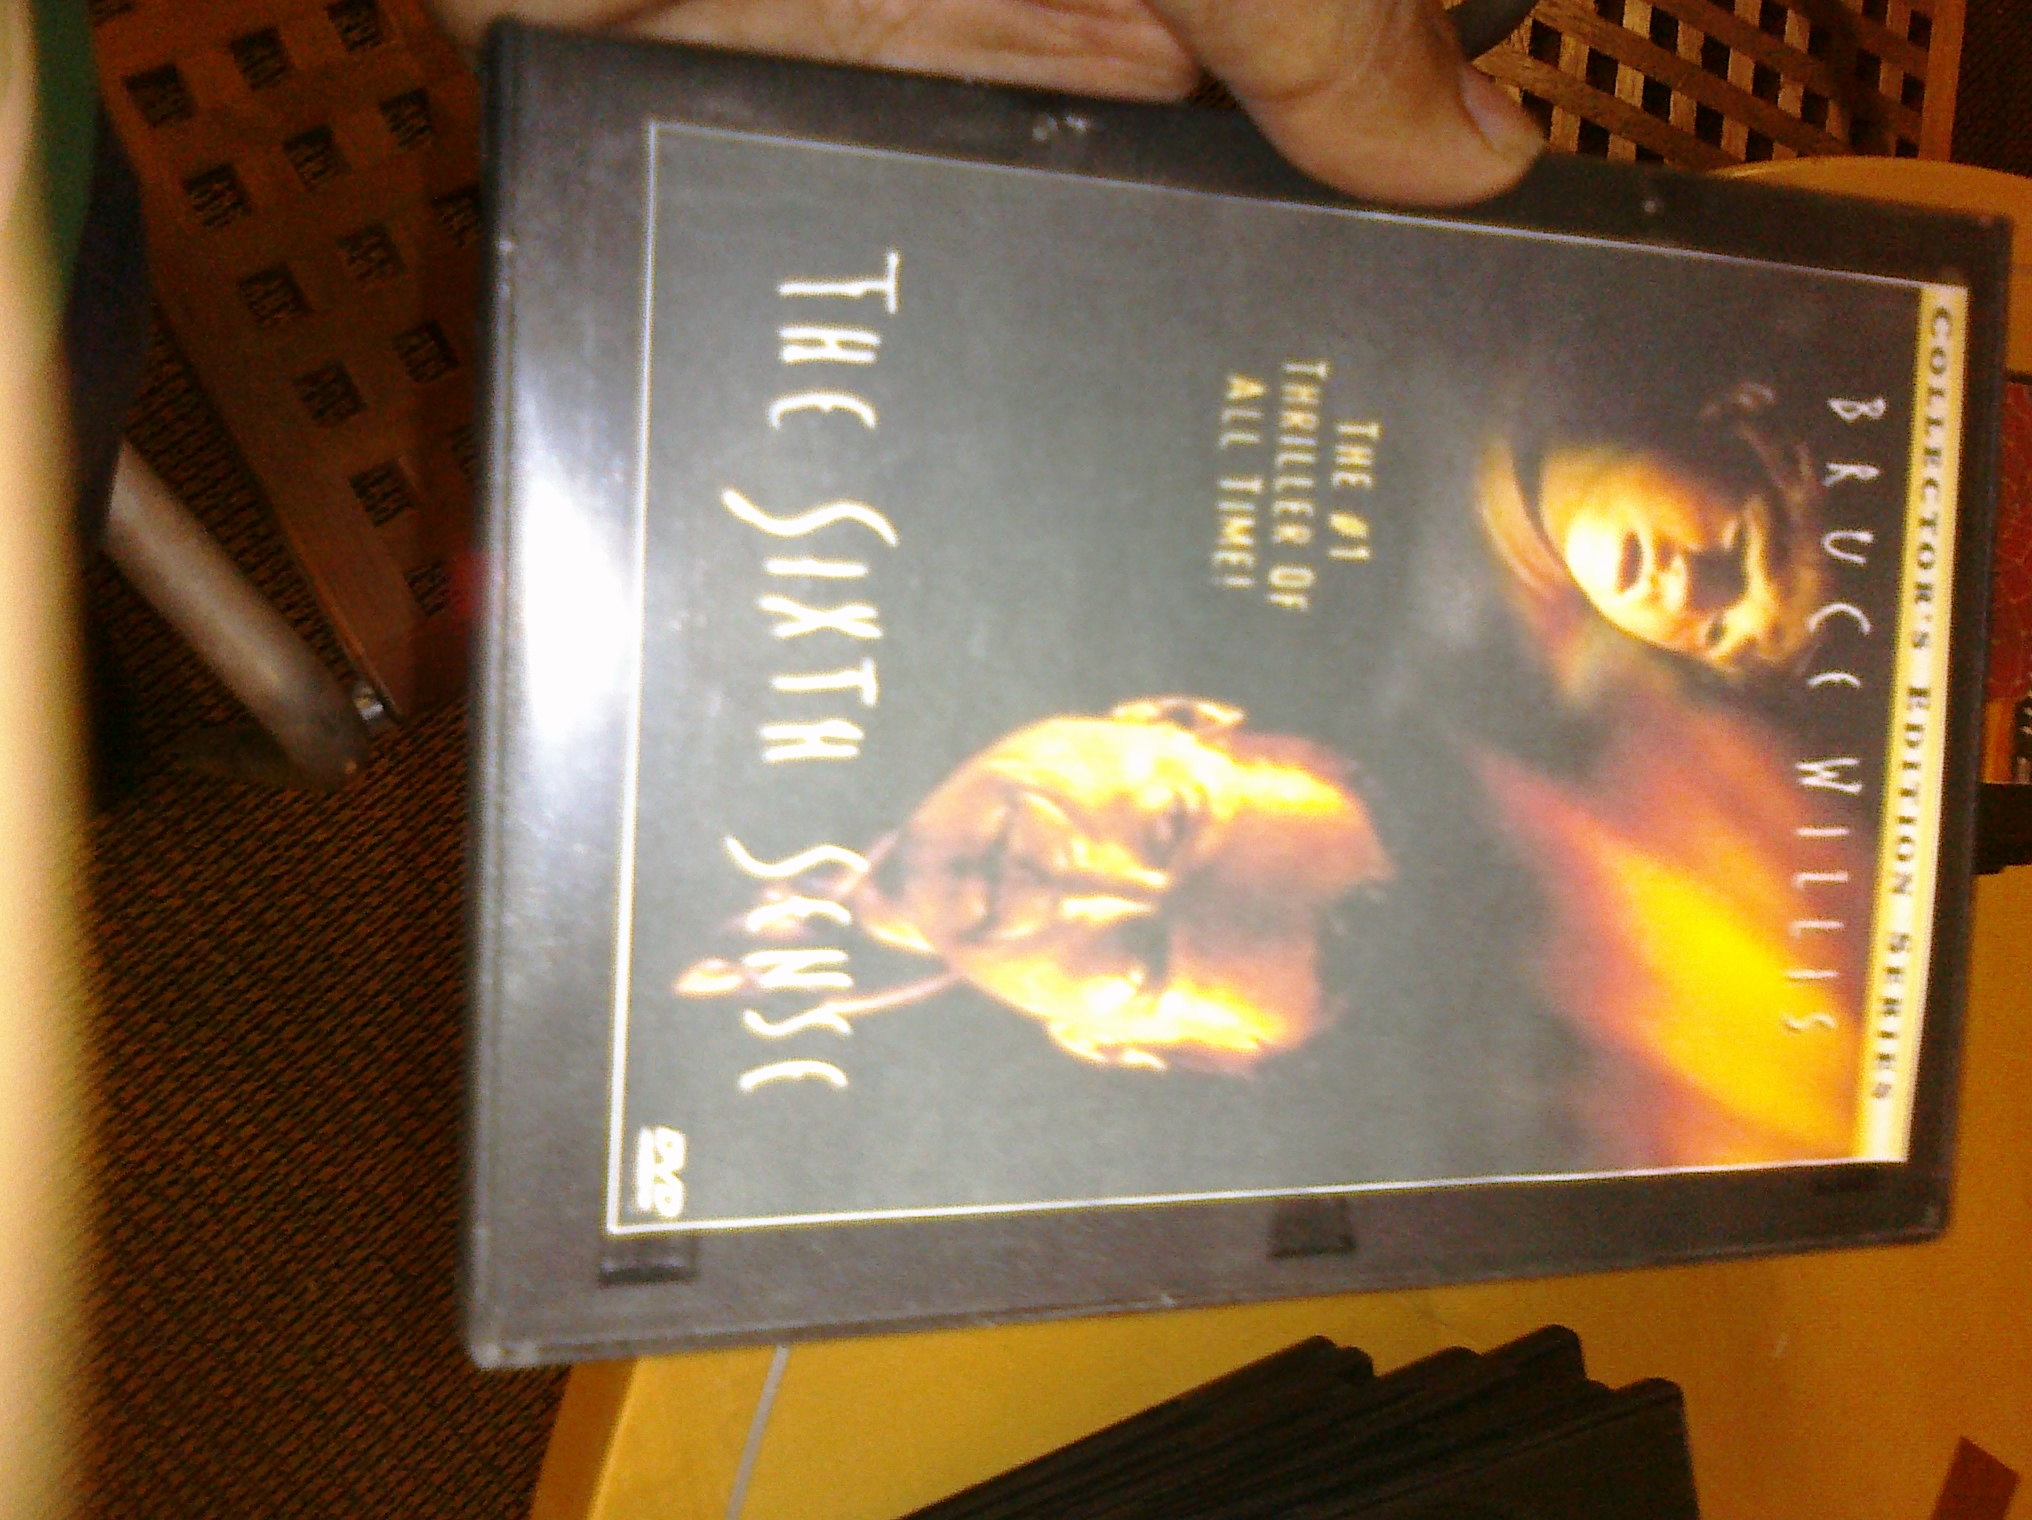 COLLECTOR'S EDITION SERIES
BRUCE WILLIS
THE #1
THRILLER OF
ALL TIME!
THE SIXTH SENSE
DVD